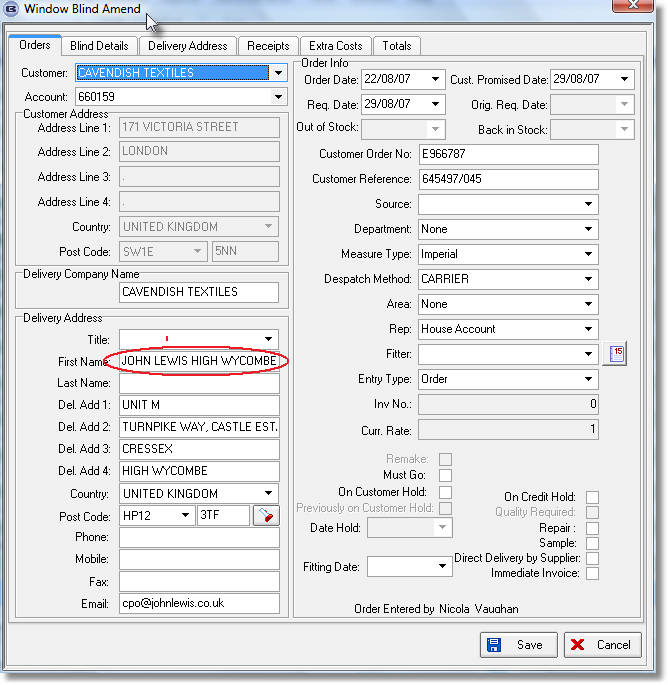 Window Blind Amend
Orders Blind Details Delivery Address Receipts Extra Costs Totals
Customer: CAVENDISH TEXTILES
Account: 660159
Customer Address
Address Line 1: 171 VICTORIA STREET
Address Line 2: LONDON
Address Line 3: .
Address Line 4: .
Country: UNITED KINGDOM
Post Code: SW1E 5NN
Delivery Company Name
CAVENDISH TEXTILES
Delivery Address
Title:
First Name: JOHN LEWIS HIGH WYCOMBE
Last Name:
Del. Add 1: UNIT M
Del. Add 2: TURNPIKE WAY, CASTLE EST.
Del. Add 3: CRESSEX
Del. Add 4: HIGH WYCOMBE
Country: UNITED KINGDOM
Post Code: HP12 3TF
Phone:
Mobile:
Fax:
Email: cpo@johnlewis.co.uk
Order Info
Order Date: 22/08/07 Cust. Promised Date: 29/08/07
Req. Date: 29/08/07 Orig. Req. Date:
Out of Stock: Back in Stock:
Customer Order No: E966787
Customer Reference: 645497/045
Source:
Department: None
Measure Type: Imperial
Despatch Method: CARRIER
Area: None
Rep: House Account
Fitter: 15
Entry Type: Order
Inv No.: 0
Curr. Rate: 1
Remake:
Must Go:
On Customer Hold:
Previously on Customer Hold:
Date Hold:
Fitting Date:
On Credit Hold:
Quality Required:
Repair :
Sample:
Direct Delivery by Supplier:
Immediate Invoice:
Order Entered by Nicola Vaughan
Save Cancel